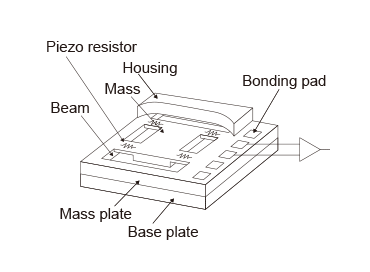 Piezo resistor
Housing
Mass
Bonding pad
Beam
Mass plate
Base plate